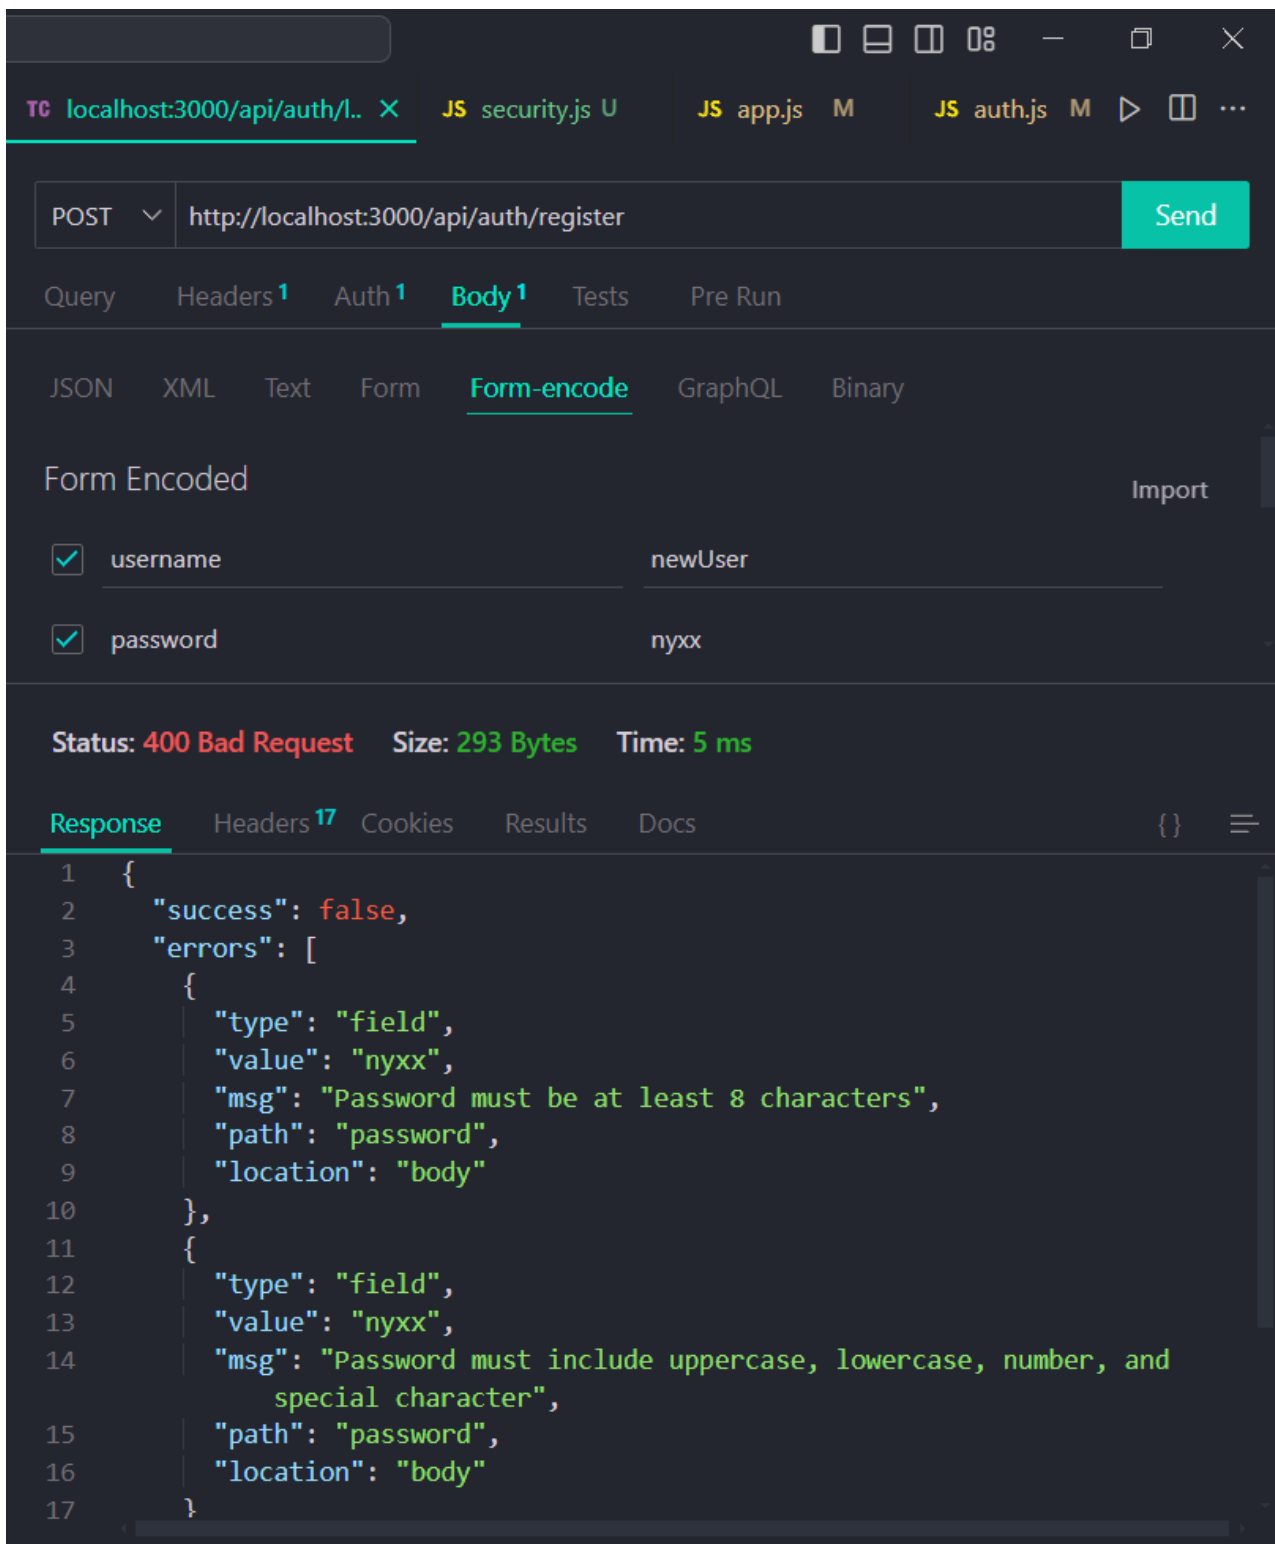 TC localhost:3000/api/auth/l.. × JS security.js U JS app.js M JS auth.js M ...
POST http://localhost:3000/api/auth/register Send
Query Headers 1 Auth 1 Body 1 Tests Pre Run
JSON XML Text Form Form-encode GraphQL Binary
Form Encoded
Import
username newUser
password nyxx
Status: 400 Bad Request Size: 293 Bytes Time: 5 ms
Response Headers 17 Cookies Results Docs {}
1 {
2 "success": false,
3 "errors": [
4 {
5 "type": "field",
6 "value": "nyxx",
7 "msg": "Password must be at least 8 characters",
8 "path": "password",
9 "location": "body"
10 },
11 {
12 "type": "field",
13 "value": "nyxx",
14 "msg": "Password must include uppercase, lowercase, number, and
special character",
15 "path": "password",
16 "location": "body"
17 }